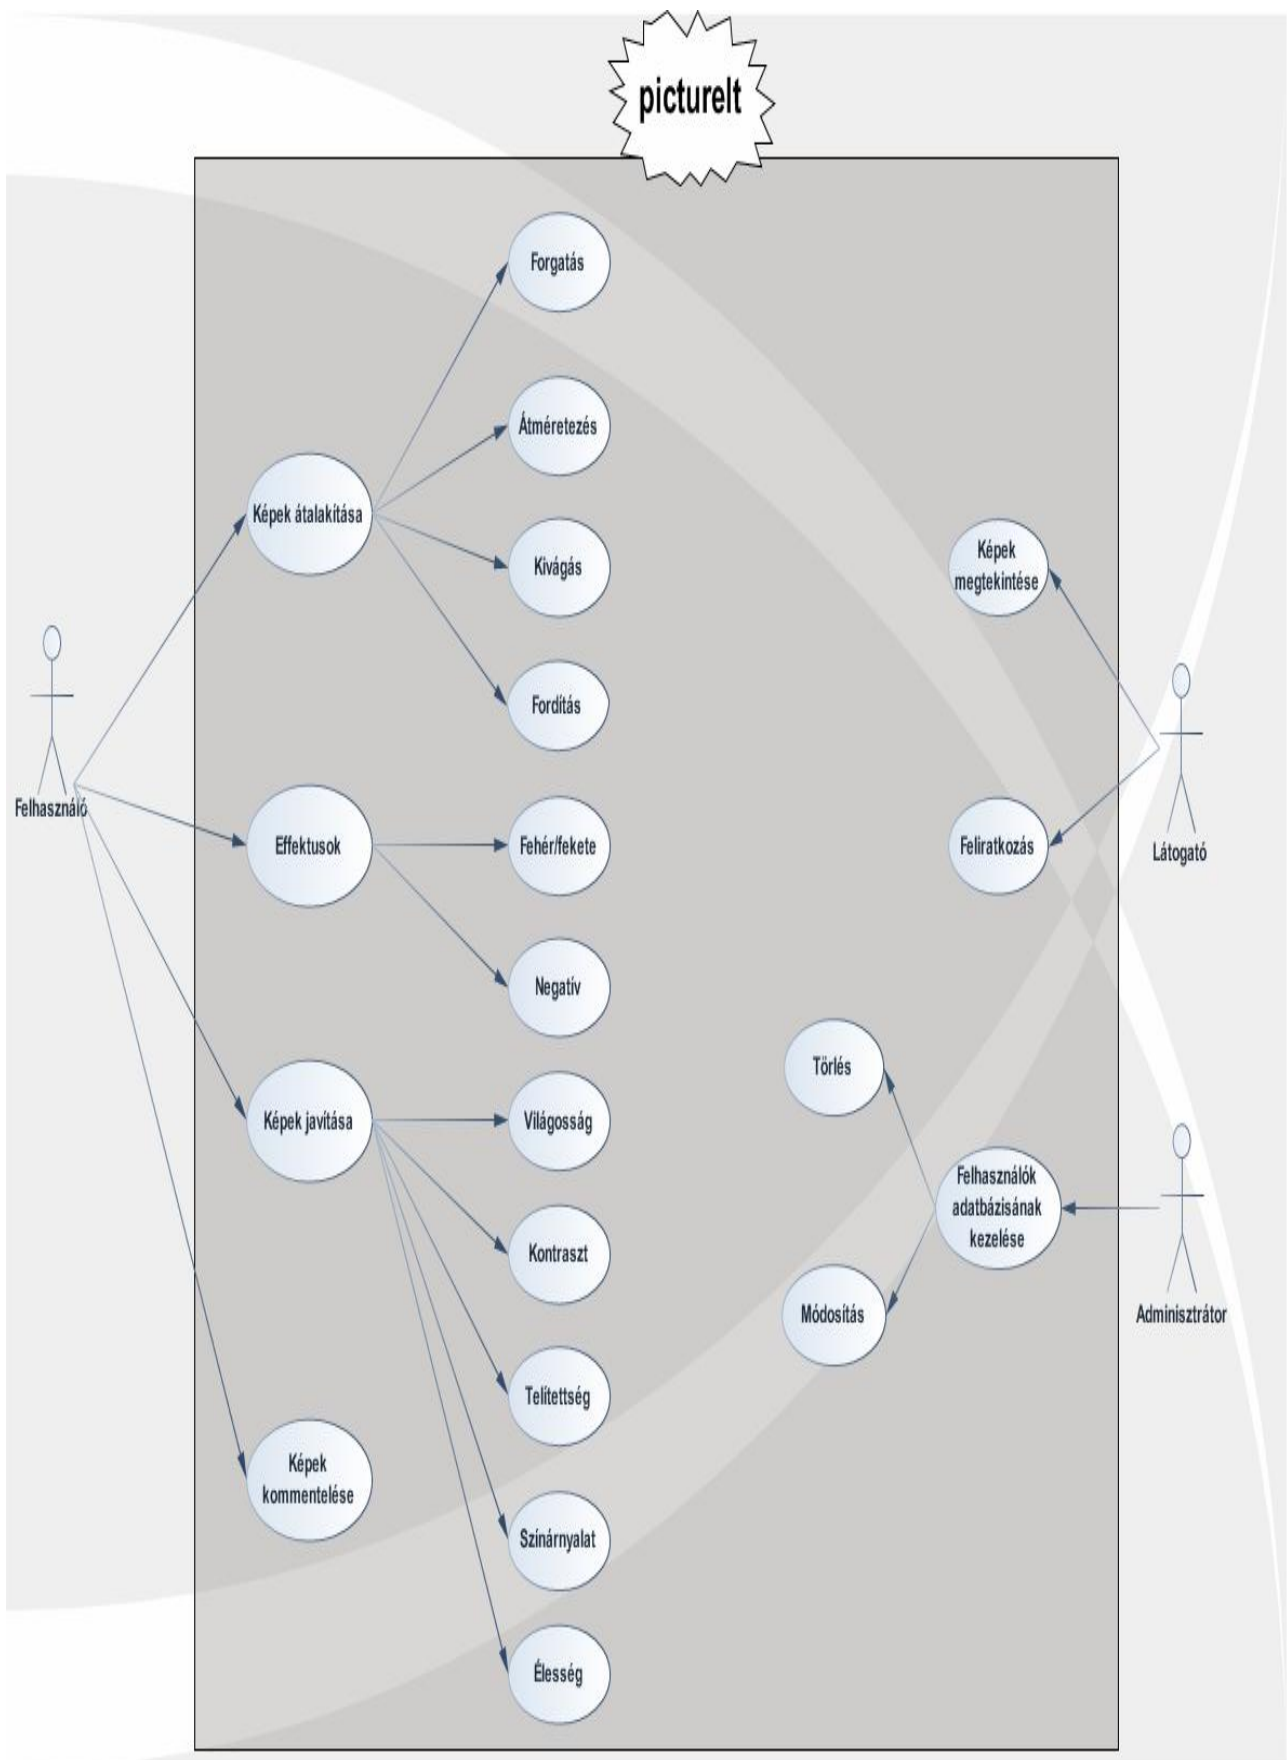 pictureIt
Forgatás
Átméretezés
Képek átalakítása
Kivágás
Fordítás
Felhasználó
Effektusok
Fehér/fekete
Negatív
Képek javítása
Világosság
Kontraszt
Telítettség
Képek
kommentelése
Színárnyalat
Élesség
Képek
megtekintése
Feliratkozás
Látogató
Törlés
Felhasználók
adatbázisának
kezelése
Módosítás
Adminisztrátor